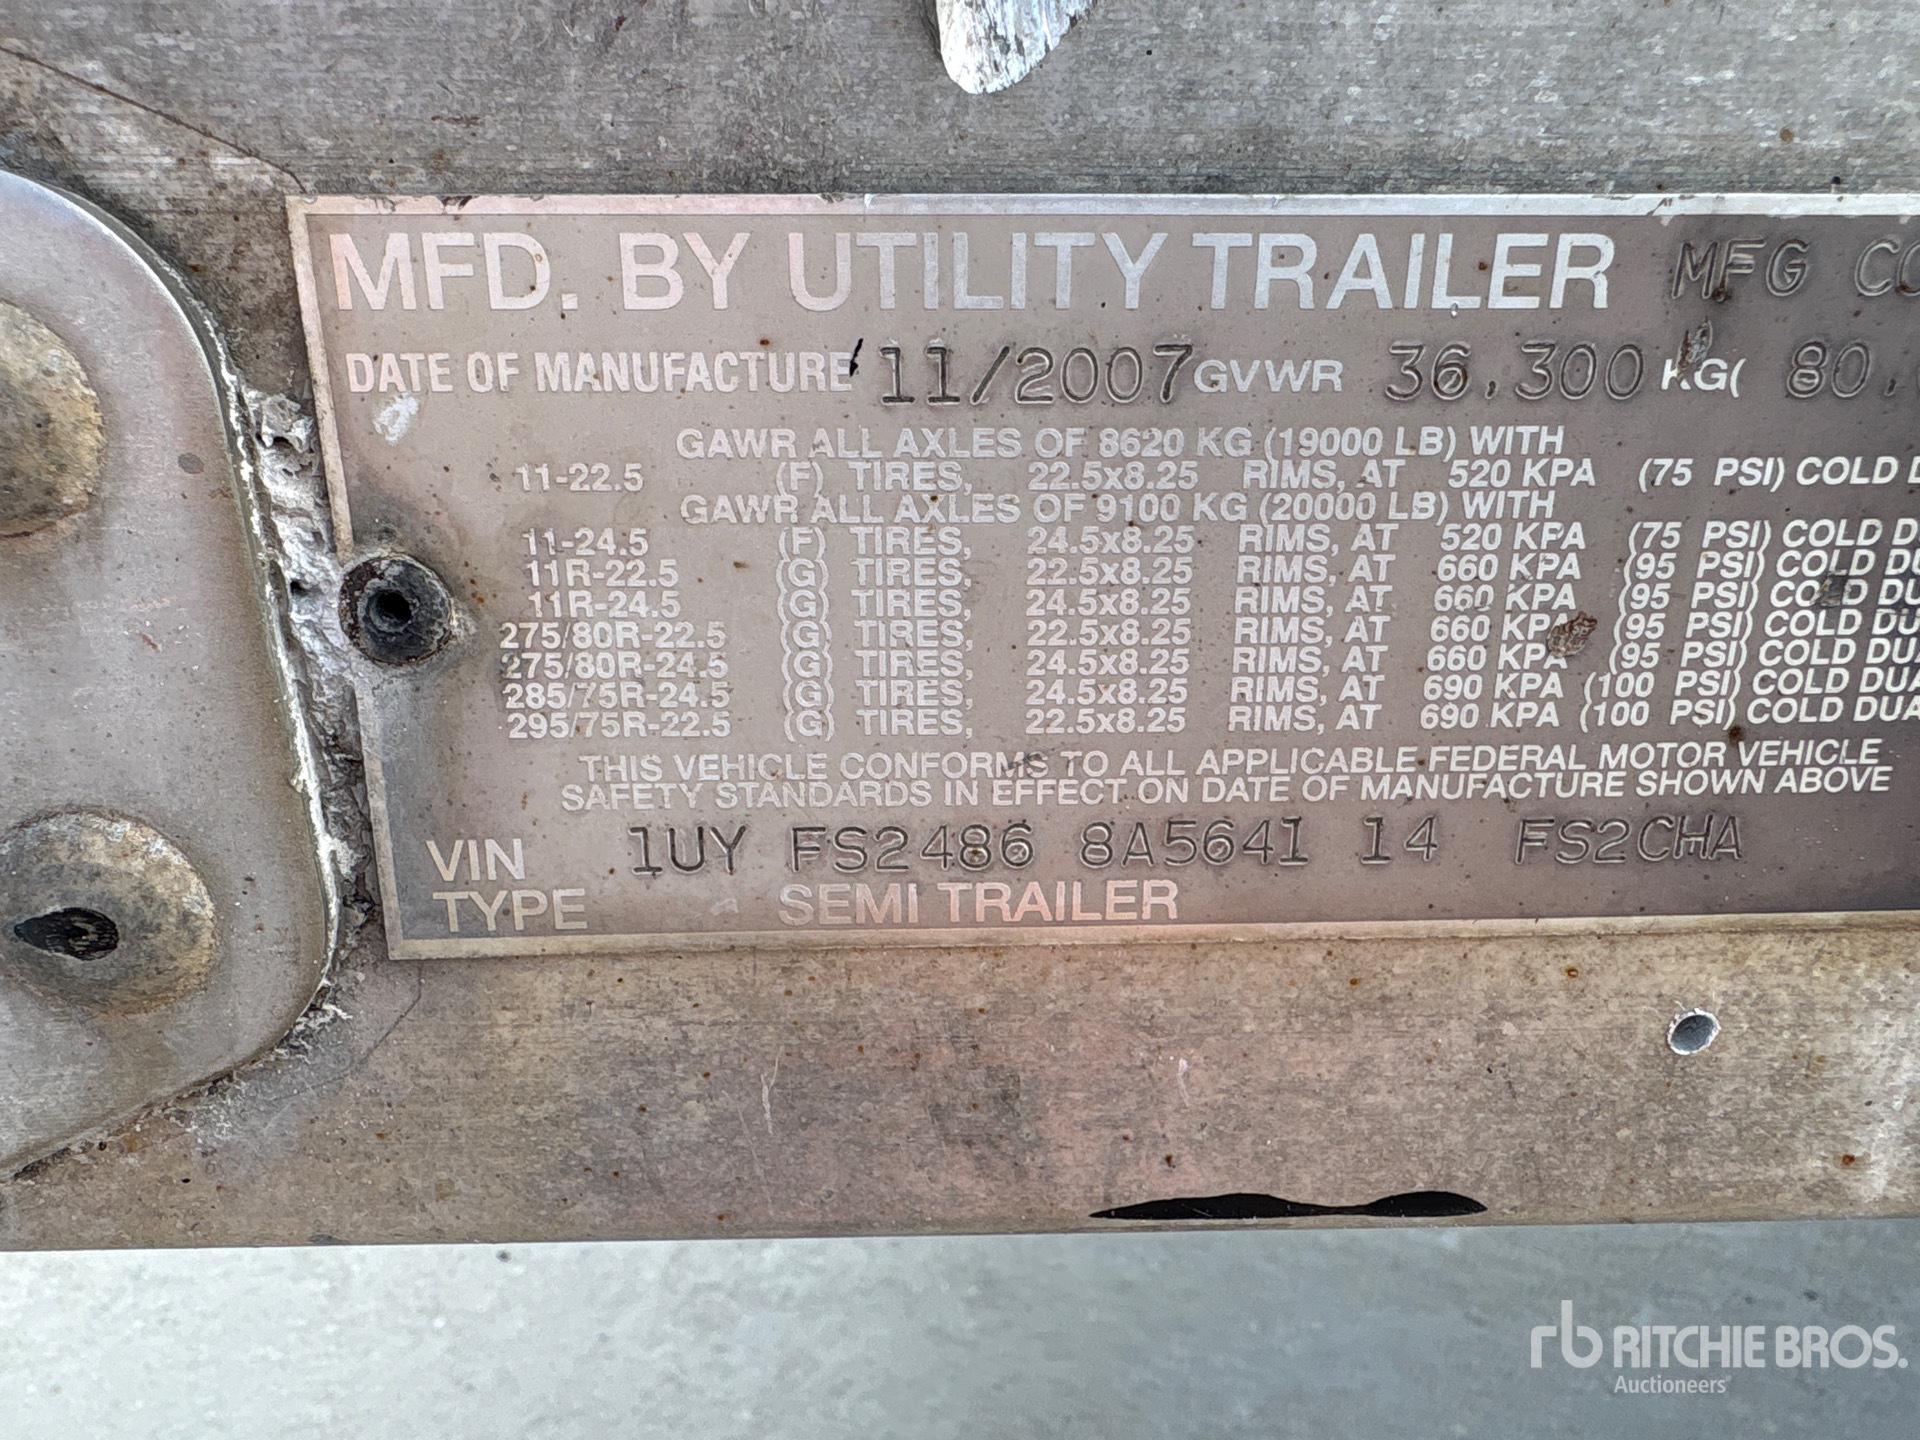 MFD. BY UTILITY TRAILER MFG CO
DATE OF MANUFACTURE 11/2007 GVWR 36,300 KG( 80,
GAWR ALL AXLES OF 8620 KG (19000 LB) WITH
11-22.5 (F) TIRES, 22.5x8.25 RIMS, AT 520 KPA (75 PSI) COLD D
GAWR ALL AXLES OF 9100 KG (20000 LB) WITH
11-24.5 (F) TIRES, 24.5x8.25 RIMS, AT 520 KPA (75 PSI) COLD DU
11R-22.5 (G) TIRES, 22.5x8.25 RIMS, AT 660 KPA (95 PSI) COLD DU
11R-24.5 (G) TIRES, 24.5x8.25 RIMS, AT 660 KPA (95 PSI) COLD DU
275/80R-22.5 (G) TIRES, 22.5x8.25 RIMS, AT 660 KPA (95 PSI) COLD DUA
275/80R-24.5 (G) TIRES, 24.5x8.25 RIMS, AT 660 KPA (95 PSI) COLD DUA
285/75R-24.5 (G) TIRES, 24.5x8.25 RIMS, AT 690 KPA (100 PSI) COLD DUA
295/75R-22.5 (G) TIRES, 22.5x8.25 RIMS, AT 690 KPA (100 PSI) COLD DUA
THIS VEHICLE CONFORMS TO ALL APPLICABLE FEDERAL MOTOR VEHICLE
SAFETY STANDARDS IN EFFECT ON DATE OF MANUFACTURE SHOWN ABOVE
VIN 1UY FS2486 8A5641 14 FS2CHA
TYPE SEMI TRAILER
rb RITCHIE BROS.
Auctioneers